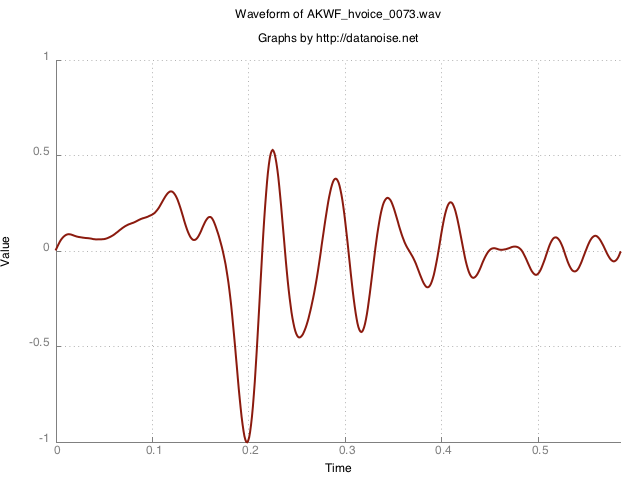 Waveform of AKWF_hvoice_0073.wav
Graphs by http://datanoise.net
1
0.5
0
-0.5
-1
Value
0 0.1 0.2 0.3 0.4 0.5
Time